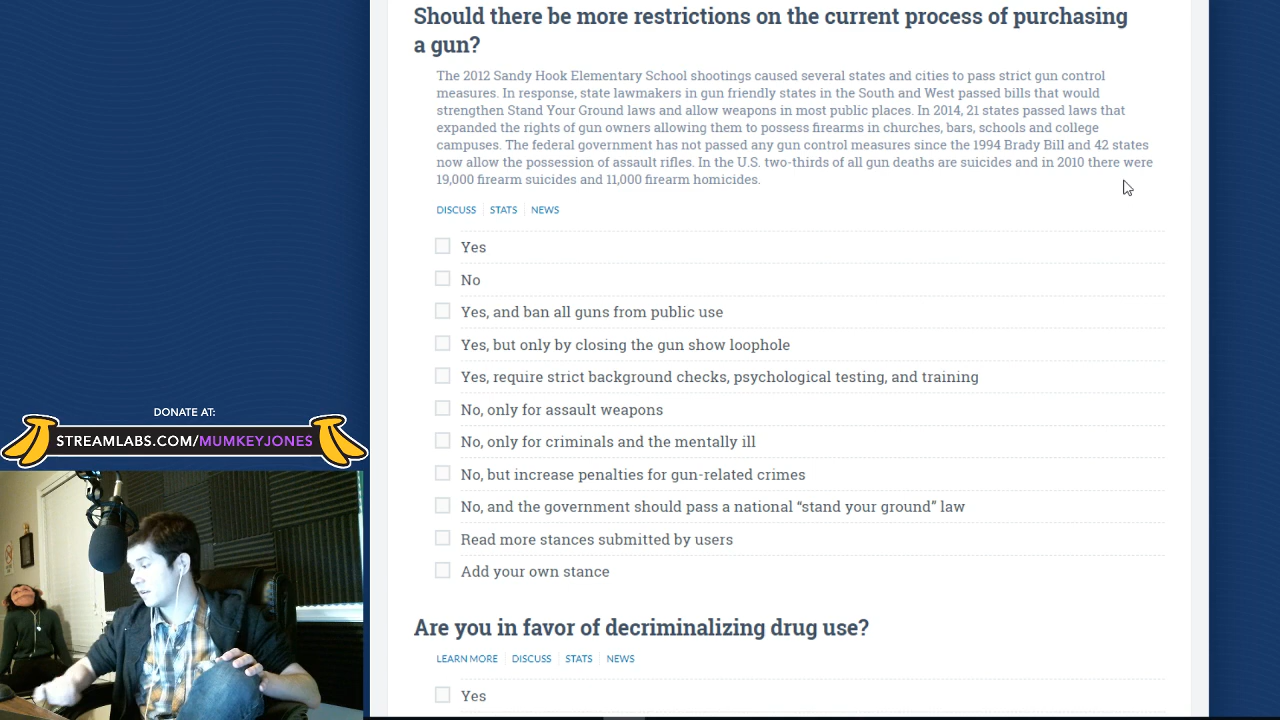 Should there be more restrictions on the current process of purchasing
a gun?
The 2012 Sandy Hook Elementary School shootings caused several states and cities to pass strict gun control
measures. In response, state lawmakers in gun friendly states in the South and West passed bills that would
strengthen Stand Your Ground laws and allow weapons in most public places. In 2014, 21 states passed laws that
expanded the rights of gun owners allowing them to possess firearms in churches, bars, schools and college
campuses. The federal government has not passed any gun control measures since the 1994 Brady Bill and 42 states
now allow the possession of assault rifles. In the U.S. two-thirds of all gun deaths are suicides and in 2010 there were
19,000 firearm suicides and 11,000 firearm homicides.
DISCUSS STATS NEWS
Yes
No
Yes, and ban all guns from public use
Yes, but only by closing the gun show loophole
Yes, require strict background checks, psychological testing, and training
No, only for assault weapons
No, only for criminals and the mentally ill
No, but increase penalties for gun-related crimes
No, and the government should pass a national “stand your ground” law
Read more stances submitted by users
Add your own stance
Are you in favor of decriminalizing drug use?
LEARN MORE DISCUSS STATS NEWS
Yes
DONATE AT:
STREAMLABS.COM/MUMKEYJONES